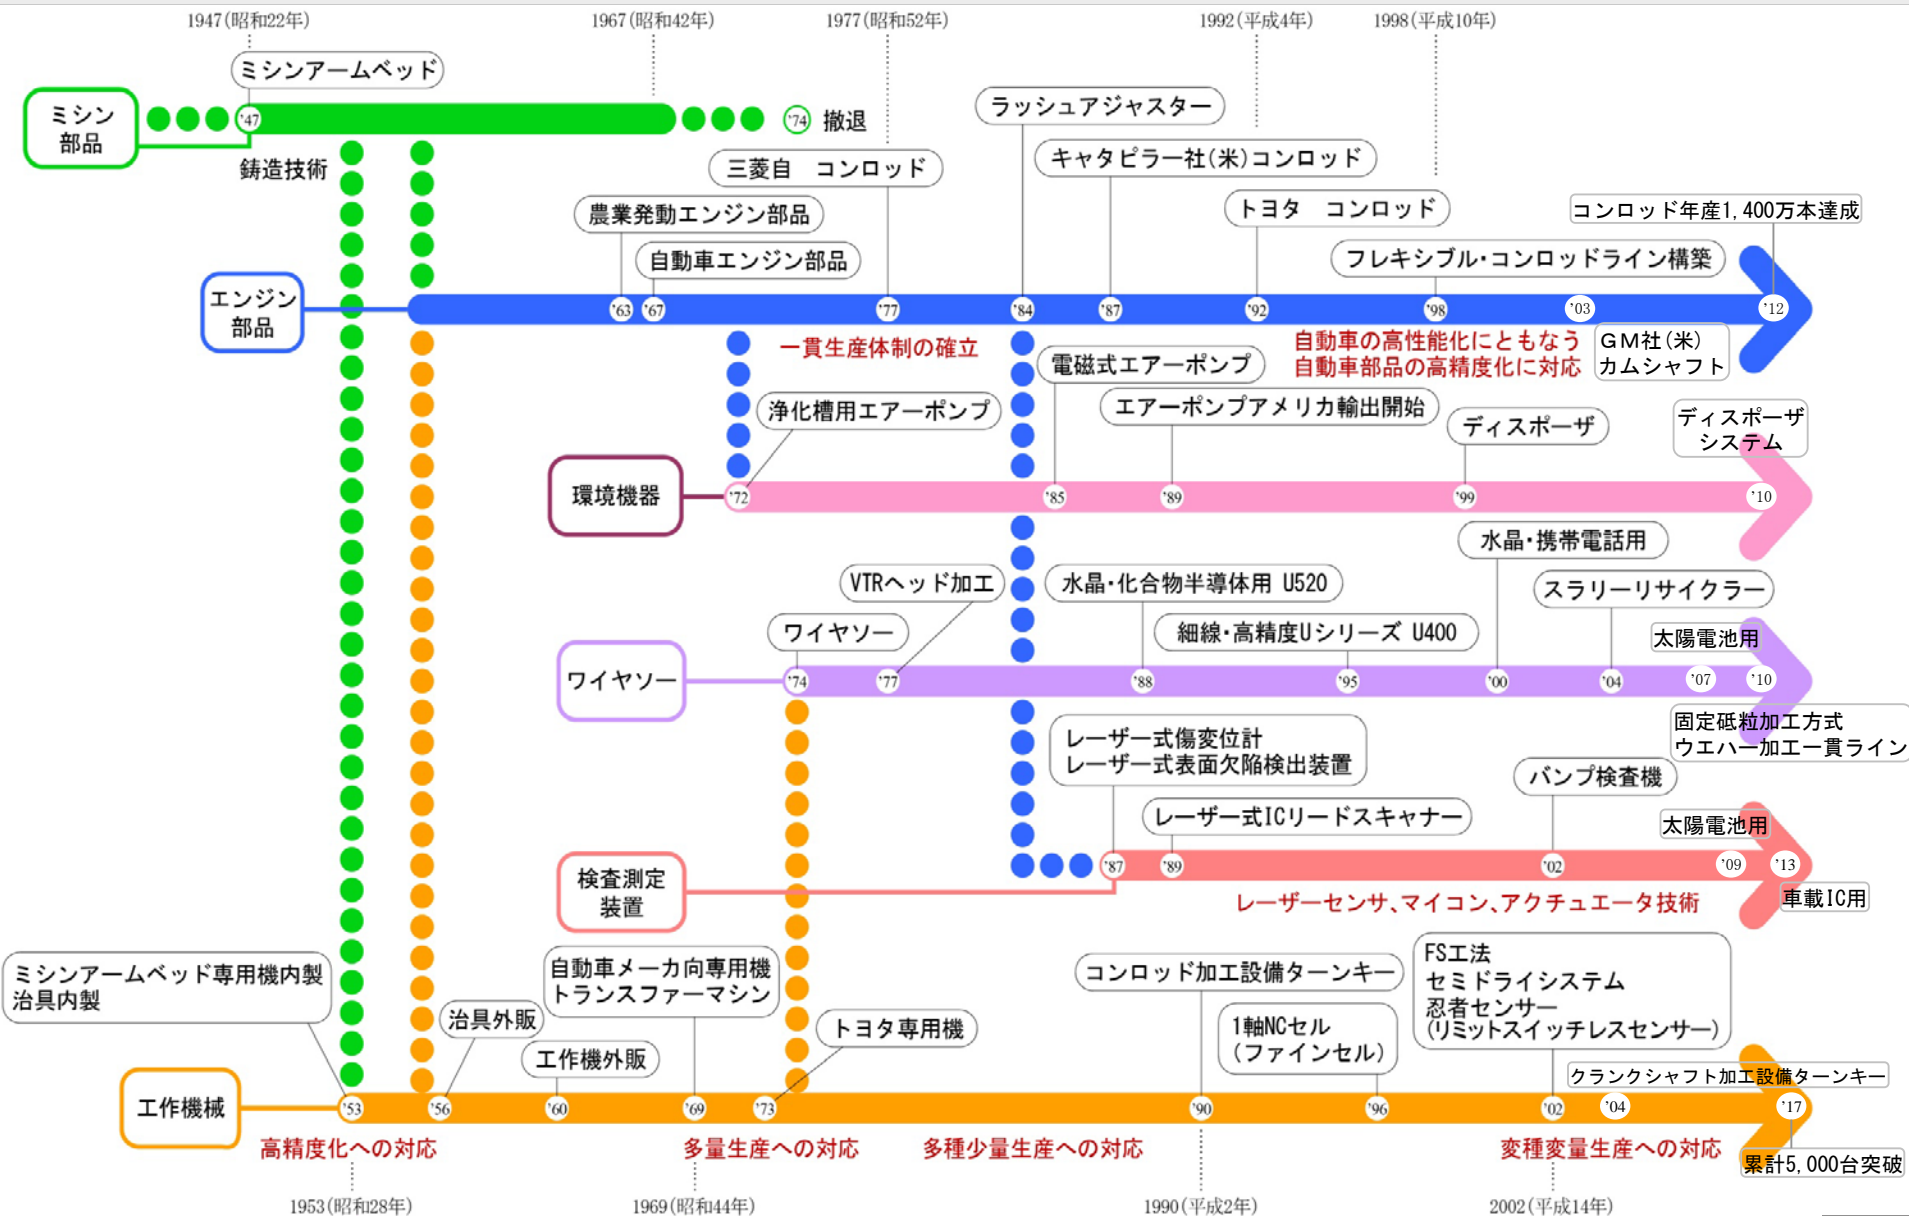 1947(昭和22年)
1967(昭和42年)
1977(昭和52年)
1992(平成4年)
1998(平成10年)
ミシンアームベッド
ミシン
部品
'47
'74
撤退
鋳造技術
ラッシュアジャスター
キャタピラー社(米)コンロッド
三菱自　コンロッド
農業発動エンジン部品
自動車エンジン部品
トヨタ　コンロッド
コンロッド年産1,400万本達成
フレキシブル・コンロッドライン構築
エンジン
部品
'63
'67
'77
'84
'87
'92
'98
'03
'12
一貫生産体制の確立
自動車の高性能化にともなう
自動車部品の高精度化に対応
GM社(米)
カムシャフト
電磁式エアーポンプ
浄化槽用エアーポンプ
エアーポンプアメリカ輸出開始
ディスポーザ
ディスポーザ
システム
環境機器
'72
'85
'89
'99
'10
水晶・携帯電話用
VTRヘッド加工
水晶・化合物半導体用 U520
スラリーリサイクラー
ワイヤソー
細線・高精度Uシリーズ U400
太陽電池用
ワイヤソー
'74
'77
'88
'95
'00
'04
'07
'10
固定砥粒加工方式
ウエハー加工一貫ライン
レーザー式傷変位計
レーザー式表面欠陥検出装置
バンプ検査機
レーザー式ICリードスキャナー
太陽電池用
検査測定
装置
'87
'89
'02
'09
'13
車載IC用
レーザーセンサ、マイコン、アクチュエータ技術
ミシンアームベッド専用機内製
治具内製
自動車メーカ向専用機
トランスファーマシン
治具外販
工作機外販
トヨタ専用機
コンロッド加工設備ターンキー
1軸NCセル
(ファインセル)
FS工法
セミドライシステム
忍者センサー
(リミットスイッチレスセンサー)
クランクシャフト加工設備ターンキー
工作機械
'53
'56
'60
'69
'73
'90
'96
'02
'04
'17
高精度化への対応
多量生産への対応
多種少量生産への対応
変種変量生産への対応
累計5,000台突破
1953(昭和28年)
1969(昭和44年)
1990(平成2年)
2002(平成14年)